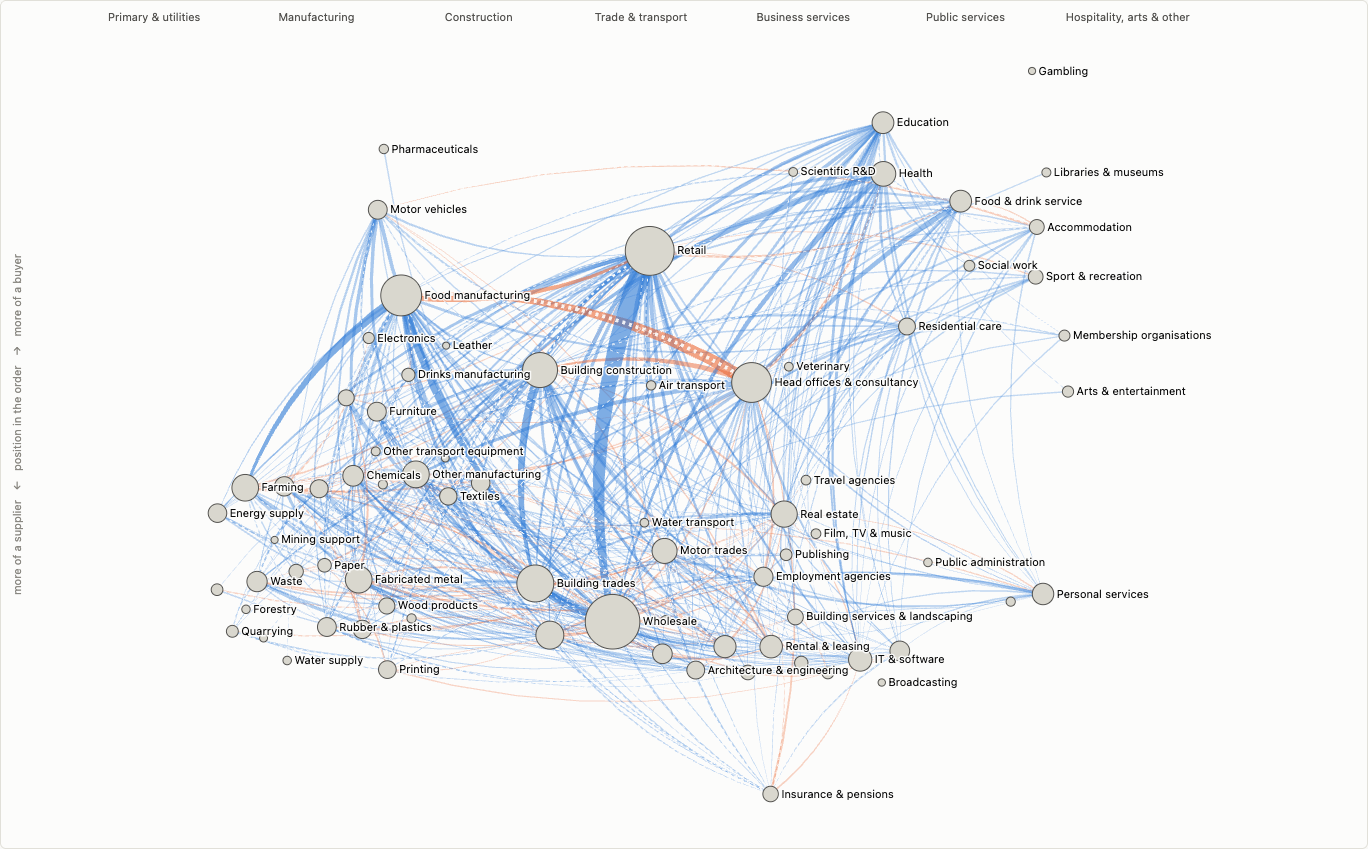 Primary & utilities
Manufacturing
Construction
Trade & transport
Business services
Public services
Hospitality, arts & other
more of a supplier ← position in the order → more of a buyer
Gambling
Education
Pharmaceuticals
Scientific R&D
Health
Libraries & museums
Food & drink service
Motor vehicles
Accommodation
Retail
Social work
Sport & recreation
Food manufacturing
Residential care
Electronics
Leather
Membership organisations
Veterinary
Building construction
Drinks manufacturing
Air transport
Head offices & consultancy
Arts & entertainment
Furniture
Other transport equipment
Chemicals
Other manufacturing
Travel agencies
Farming
Textiles
Energy supply
Real estate
Water transport
Film, TV & music
Mining support
Motor trades
Publishing
Public administration
Paper
Employment agencies
Waste
Fabricated metal
Building trades
Personal services
Forestry
Wood products
Building services & landscaping
Wholesale
Quarrying
Rubber & plastics
Rental & leasing
Water supply
IT & software
Printing
Architecture & engineering
Broadcasting
Insurance & pensions